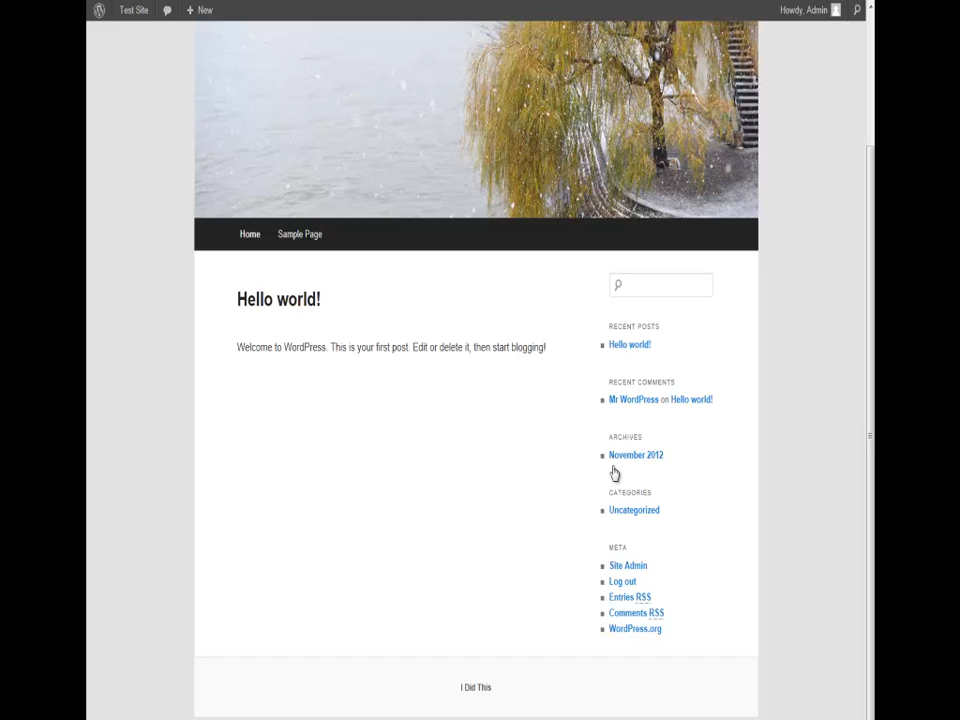 Test Site
New
Howdy, Admin
Home
Sample Page
Hello world!
Welcome to WordPress. This is your first post. Edit or delete it, then start blogging!
RECENT POSTS
Hello world!
RECENT COMMENTS
Mr WordPress on Hello world!
ARCHIVES
November 2012
CATEGORIES
Uncategorized
META
Site Admin
Log out
Entries RSS
Comments RSS
WordPress.org
I Did This